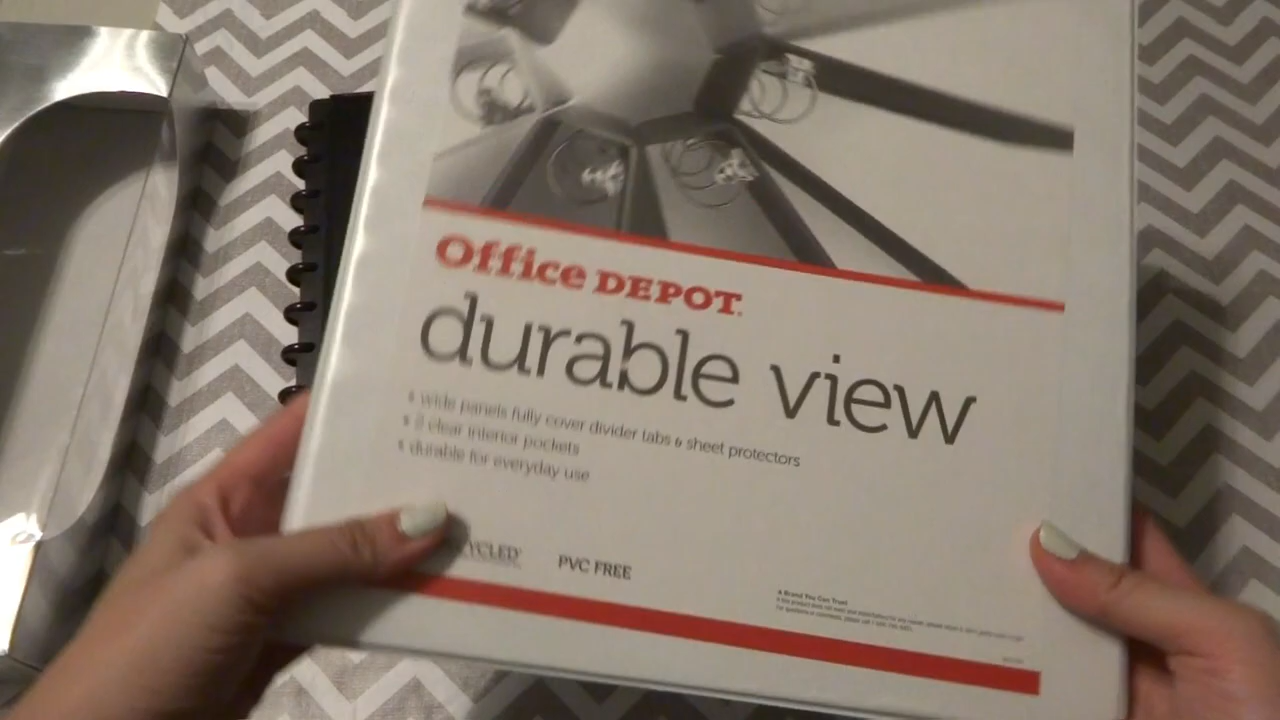 Office DEPOT.
durable view
• wide panels fully cover divider tabs & sheet protectors
• 2 clear interior pockets
• durable for everyday use
PVC FREE
A Brand You Can Trust